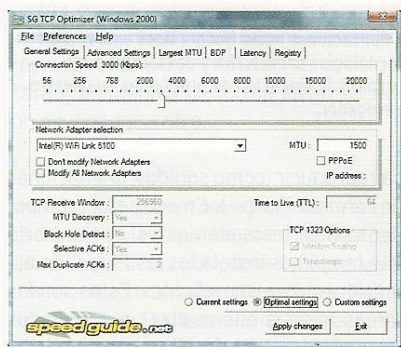 SG TCP Optimizer (Windows 2000)
File Preferences Help
General Settings Advanced Settings Largest MTU BDP Latency Registry
Connection Speed 3000 (Kbps):
56 256 768 2000 4000 6000 8000 10000 15000 20000
Network Adapter selection
Intel(R) WiFi Link 5100
MTU : 1500
Don't modify Network Adapters
PPPoE
Modify All Network Adapters
IP address :
TCP Receive Window : 256960
Time to Live (TTL) : 64
MTU Discovery : Yes
Black Hole Detect : No
TCP 1323 Options
Selective ACKs : Yes
Window Scaling
Timestamps
Max Duplicate ACKs : 2
Current settings Optimal settings Custom settings
speedguide.net
Apply changes Exit